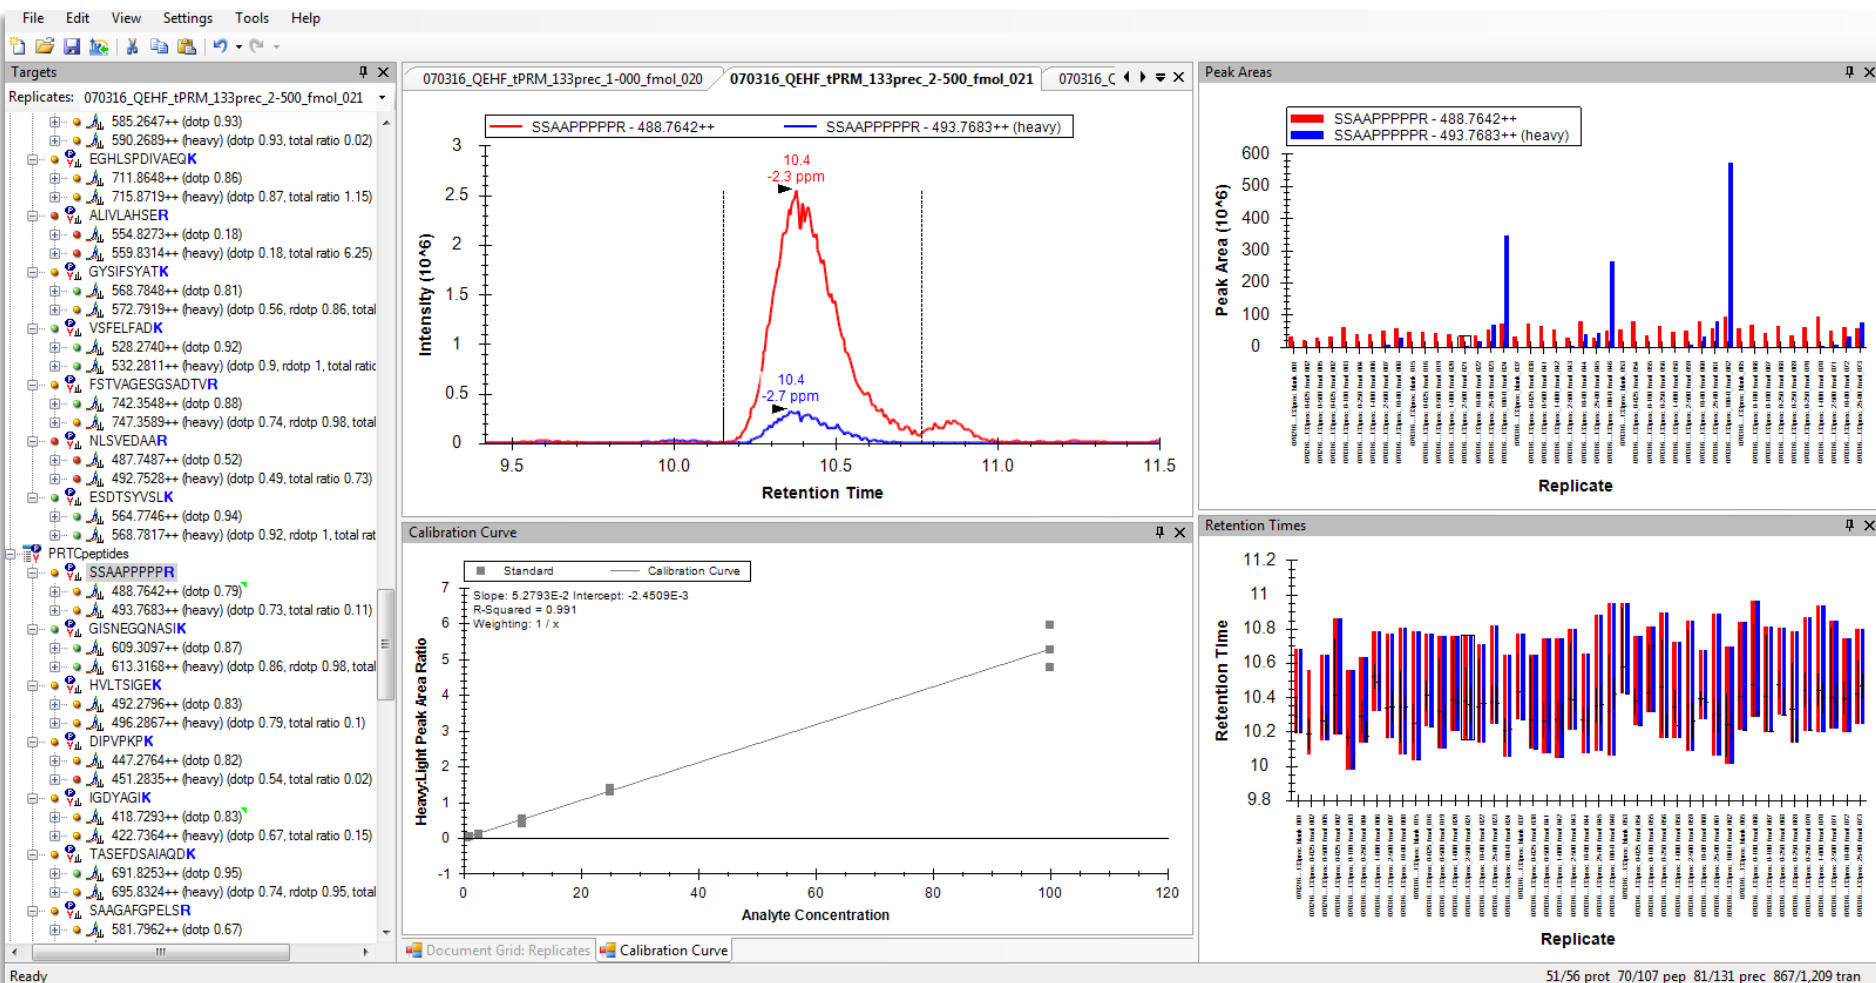 File Edit View Settings Tools Help
Targets
Replicates: 070316_QEHF_tPRM_133prec_2-500_fmol_021
585.2647++ (dotp 0.93)
590.2689++ (heavy) (dotp 0.93, total ratio 0.02)
EGHLSPDIVAEQK
711.8648++ (dotp 0.86)
715.8719++ (heavy) (dotp 0.87, total ratio 1.15)
ALIVLAHSER
554.8273++ (dotp 0.18)
559.8314++ (heavy) (dotp 0.18, total ratio 6.25)
GYSIFSYATK
568.7848++ (dotp 0.81)
572.7919++ (heavy) (dotp 0.56, rdotp 0.86, total
VSFELFADK
528.2740++ (dotp 0.92)
532.2811++ (heavy) (dotp 0.9, rdotp 1, total ratic
FSTVAGESGSADTVR
742.3548++ (dotp 0.88)
747.3589++ (heavy) (dotp 0.74, rdotp 0.98, total
NLSVEDAAR
487.7487++ (dotp 0.52)
492.7528++ (heavy) (dotp 0.49, total ratio 0.73)
ESDTSYVSLK
564.7746++ (dotp 0.94)
568.7817++ (heavy) (dotp 0.92, rdotp 1, total rat
PRTCpeptides
SSAAPPPPPR
488.7642++ (dotp 0.79)
493.7683++ (heavy) (dotp 0.73, total ratio 0.11)
GISNEGQNASIK
609.3097++ (dotp 0.87)
613.3168++ (heavy) (dotp 0.86, rdotp 0.98, total
HVLTSIGEK
492.2796++ (dotp 0.83)
496.2867++ (heavy) (dotp 0.79, total ratio 0.1)
DIPVPKPK
447.2764++ (dotp 0.82)
451.2835++ (heavy) (dotp 0.54, total ratio 0.02)
IGDYAGIK
418.7293++ (dotp 0.83)
422.7364++ (heavy) (dotp 0.67, total ratio 0.15)
TASEFDSAIAQDK
691.8253++ (dotp 0.95)
695.8324++ (heavy) (dotp 0.74, rdotp 0.95, total
SAAGAFGPELSR
581.7962++ (dotp 0.67)
070316_QEHF_tPRM_133prec_1-000_fmol_020
070316_QEHF_tPRM_133prec_2-500_fmol_021
070316_C
SSAAPPPPPR - 488.7642++
SSAAPPPPPR - 493.7683++ (heavy)
Intensity (10^6)
3
2.5
2
1.5
1
0.5
0
10.4
-2.3 ppm
10.4
-2.7 ppm
9.5 10.0 10.5 11.0 11.5
Retention Time
Calibration Curve
Standard Calibration Curve
Slope: 5.2793E-2 Intercept: -2.4509E-3
R-Squared = 0.991
Weighting: 1 / x
Heavy:Light Peak Area Ratio
7
6
5
4
3
2
1
0
-1
0 20 40 60 80 100 120
Analyte Concentration
Document Grid: Replicates Calibration Curve
Peak Areas
SSAAPPPPPR - 488.7642++
SSAAPPPPPR - 493.7683++ (heavy)
Peak Area (10^6)
600
500
400
300
200
100
0
Replicate
Retention Times
Retention Time
11.2
11
10.8
10.6
10.4
10.2
10
9.8
Replicate
Ready
51/56 prot 70/107 pep 81/131 prec 867/1,209 tran